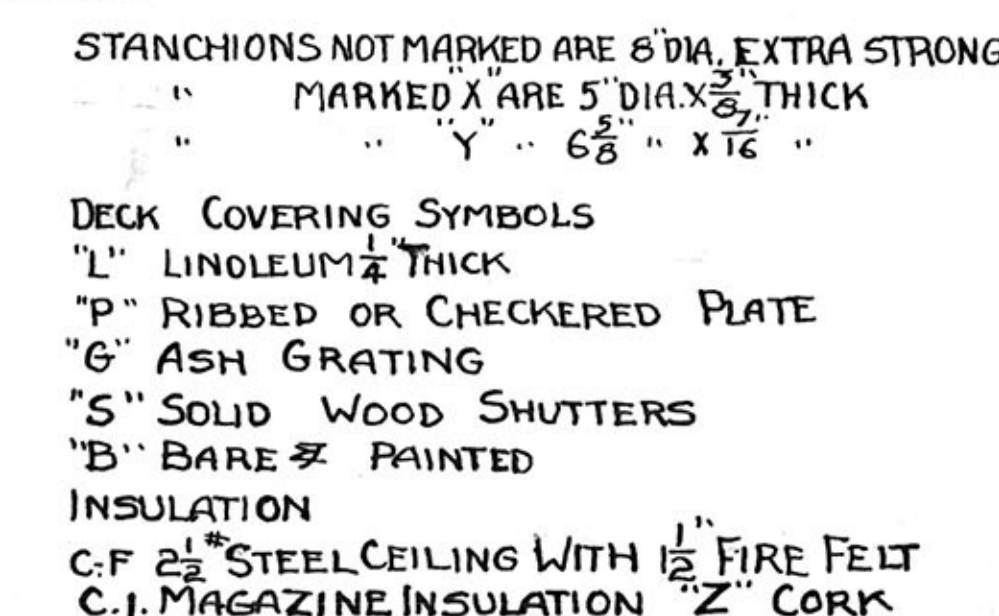 STANCHIONS NOT MARKED ARE 8" DIA. EXTRA STRONG
" MARKED "X" ARE 5" DIA. X 3/8" THICK
" " "Y" " 6 5/8" " X 7/16" "
DECK COVERING SYMBOLS
"L" LINOLEUM 1/4" THICK
"P" RIBBED OR CHECKERED PLATE
"G" ASH GRATING
"S" SOLID WOOD SHUTTERS
"B" BARE & PAINTED
INSULATION
C.F 2 1/2# STEEL CEILING WITH 1 1/2" FIRE FELT
C.I. MAGAZINE INSULATION "Z" CORK